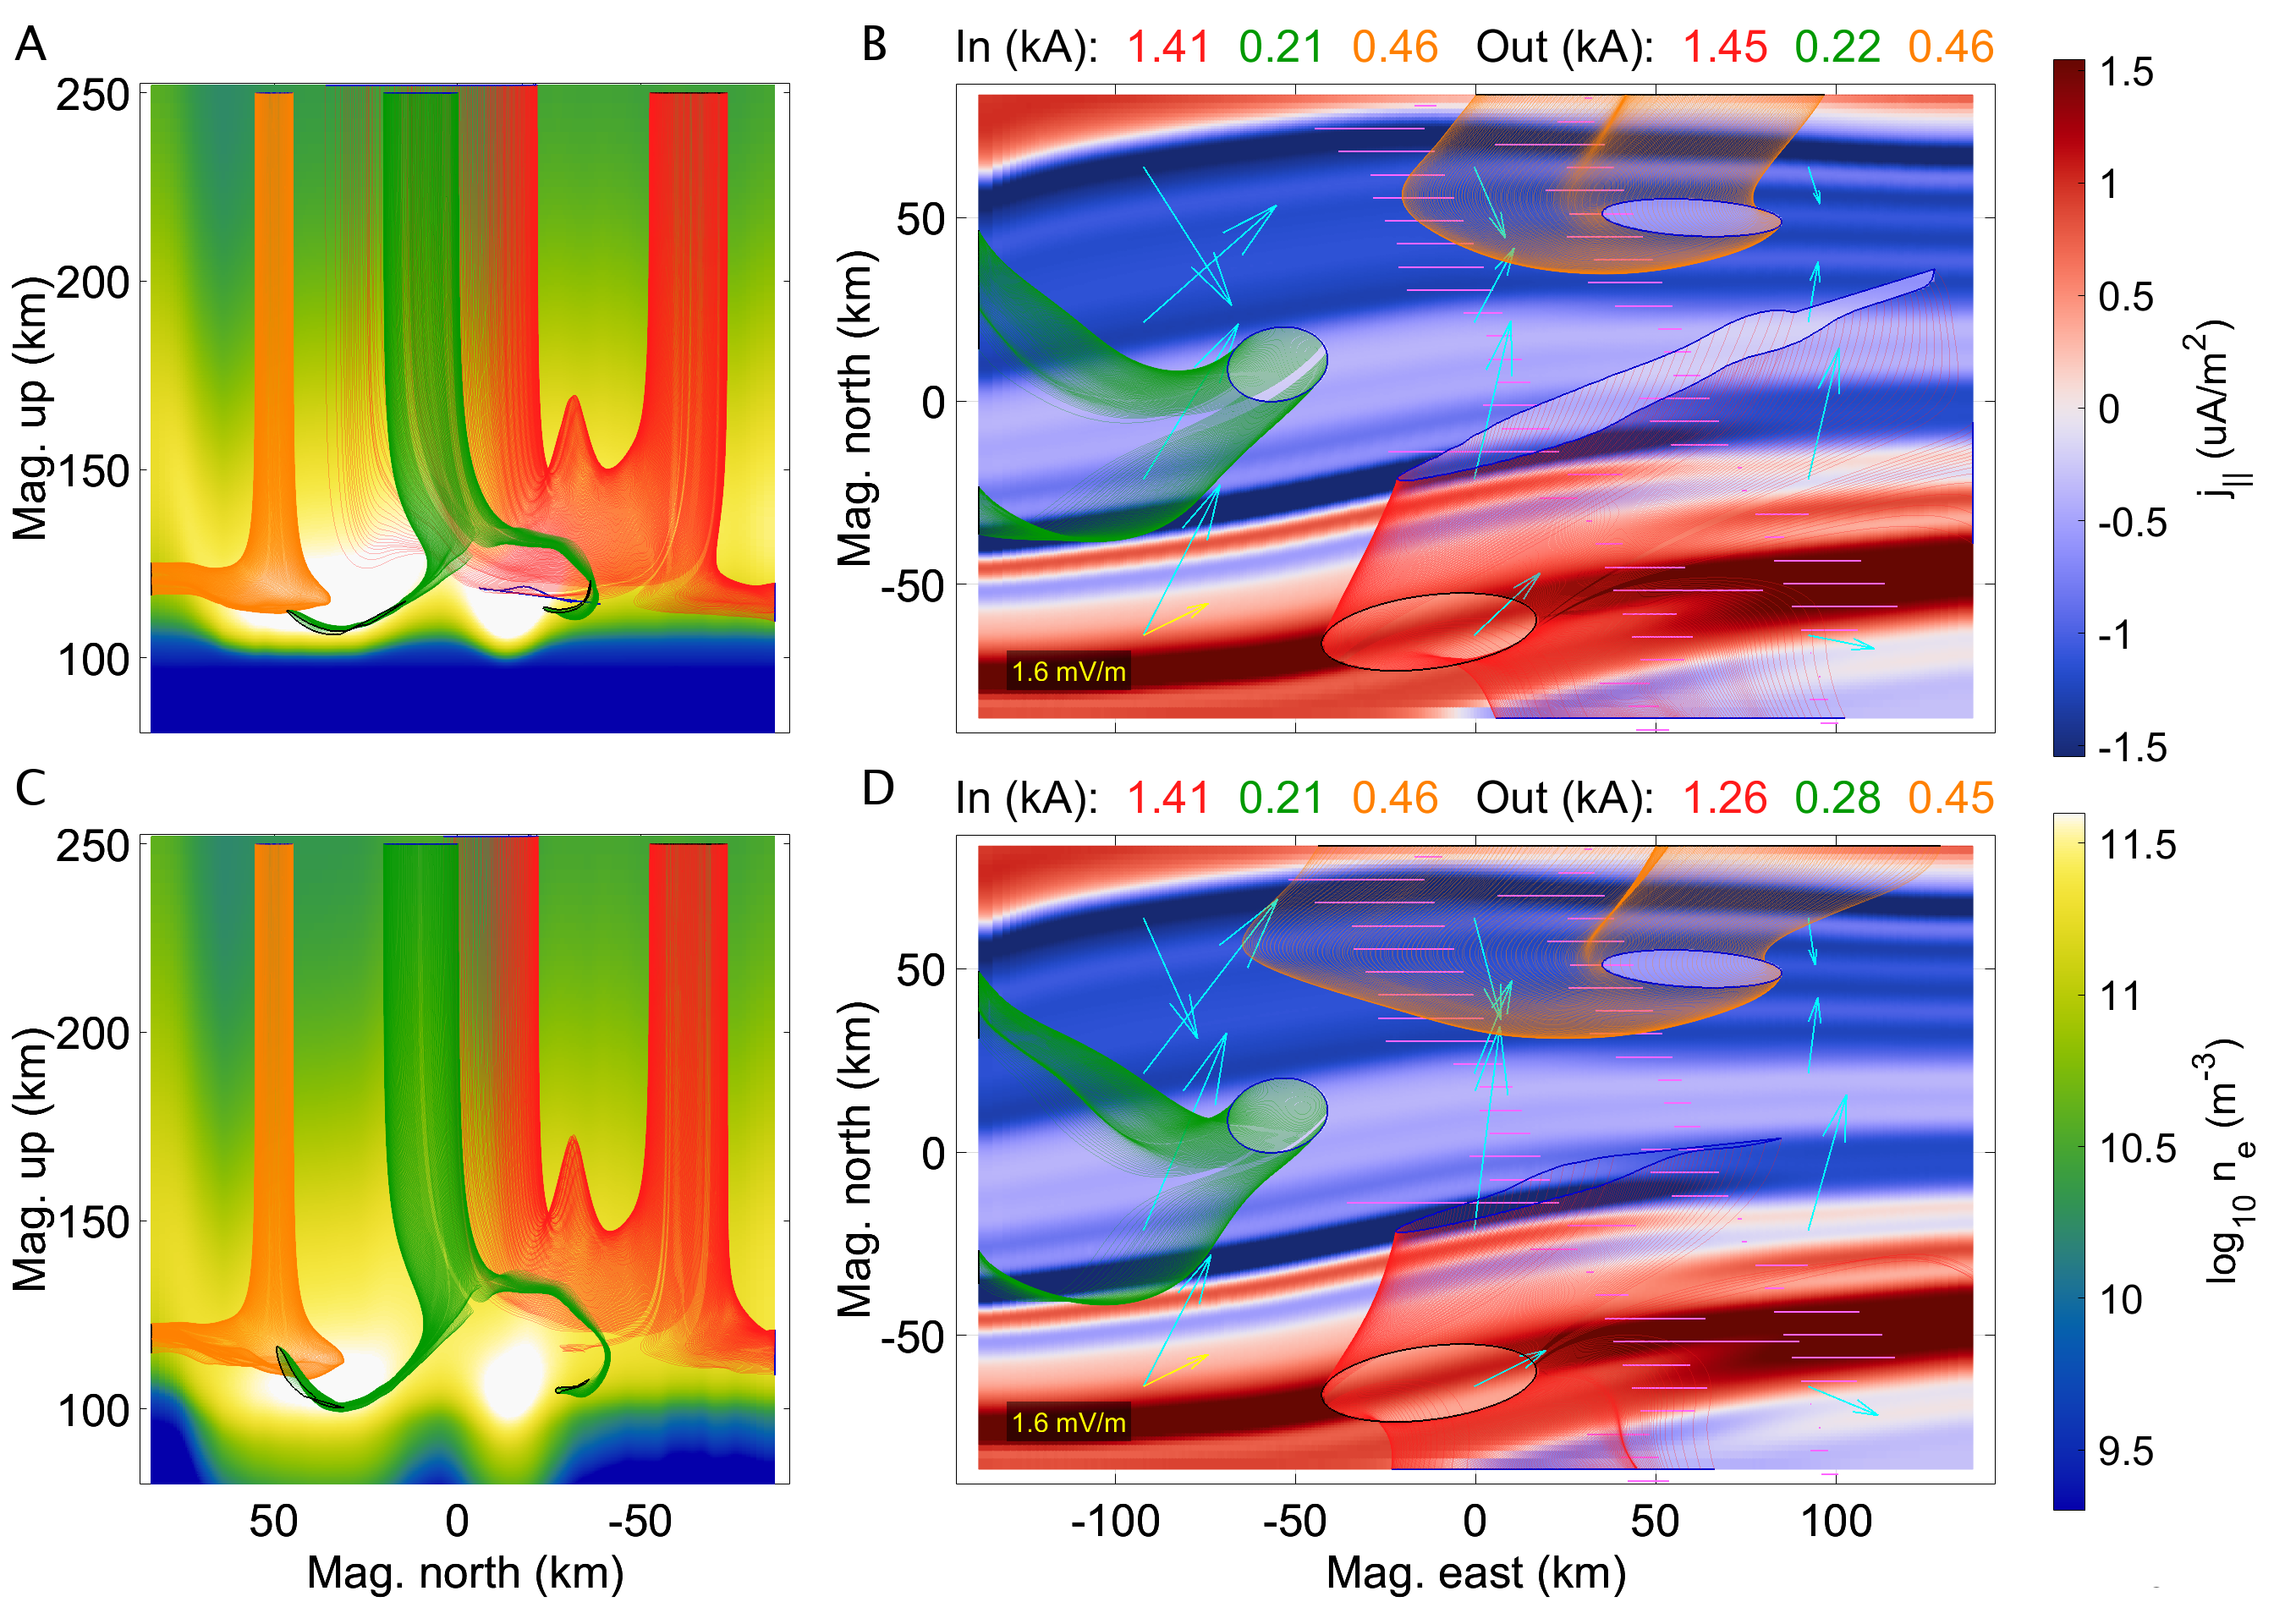 A
250
200
150
100
Mag. up (km)
B
In (kA): 1.41 0.21 0.46 Out (kA): 1.45 0.22 0.46
50
0
-50
Mag. north (km)
1.6 mV/m
1.5
1
0.5
0
-0.5
-1
-1.5
j|| (uA/m2)
C
250
200
150
100
Mag. up (km)
50 0 -50
Mag. north (km)
D
In (kA): 1.41 0.21 0.46 Out (kA): 1.26 0.28 0.45
50
0
-50
Mag. north (km)
1.6 mV/m
-100 -50 0 50 100
Mag. east (km)
11.5
11
10.5
10
9.5
log10 ne (m-3)